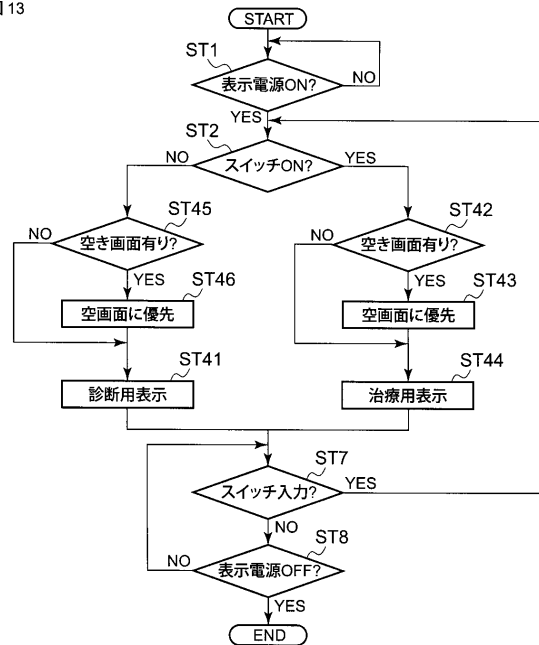 図13
START
ST1
表示電源ON?
NO
YES
ST2
スイッチON?
NO
YES
ST45
空き画面有り?
NO
YES
ST46
空画面に優先
ST41
診断用表示
ST42
空き画面有り?
NO
YES
ST43
空画面に優先
ST44
治療用表示
ST7
スイッチ入力?
YES
NO
ST8
表示電源OFF?
NO
YES
END